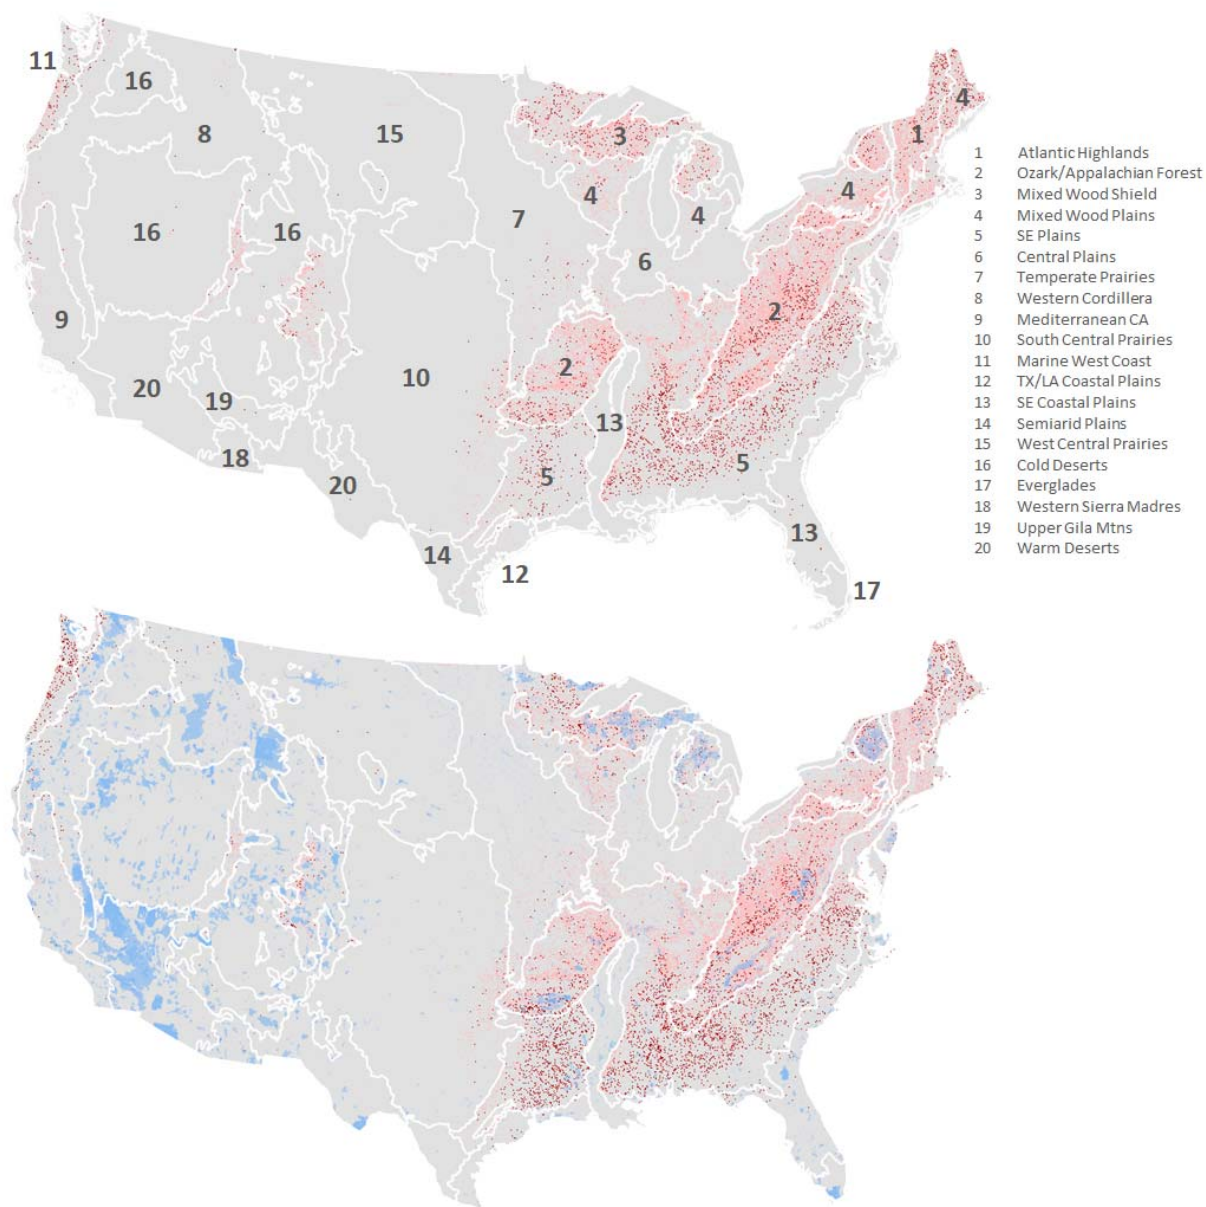 11
16
8
15
3
4
1
4
4
4
7
16
16
6
9
2
2
10
20
19
13
18
5
5
20
13
14
12
17
1 Atlantic Highlands
2 Ozark/Appalachian Forest
3 Mixed Wood Shield
4 Mixed Wood Plains
5 SE Plains
6 Central Plains
7 Temperate Prairies
8 Western Cordillera
9 Mediterranean CA
10 South Central Prairies
11 Marine West Coast
12 TX/LA Coastal Plains
13 SE Coastal Plains
14 Semiarid Plains
15 West Central Prairies
16 Cold Deserts
17 Everglades
18 Western Sierra Madres
19 Upper Gila Mtns
20 Warm Deserts